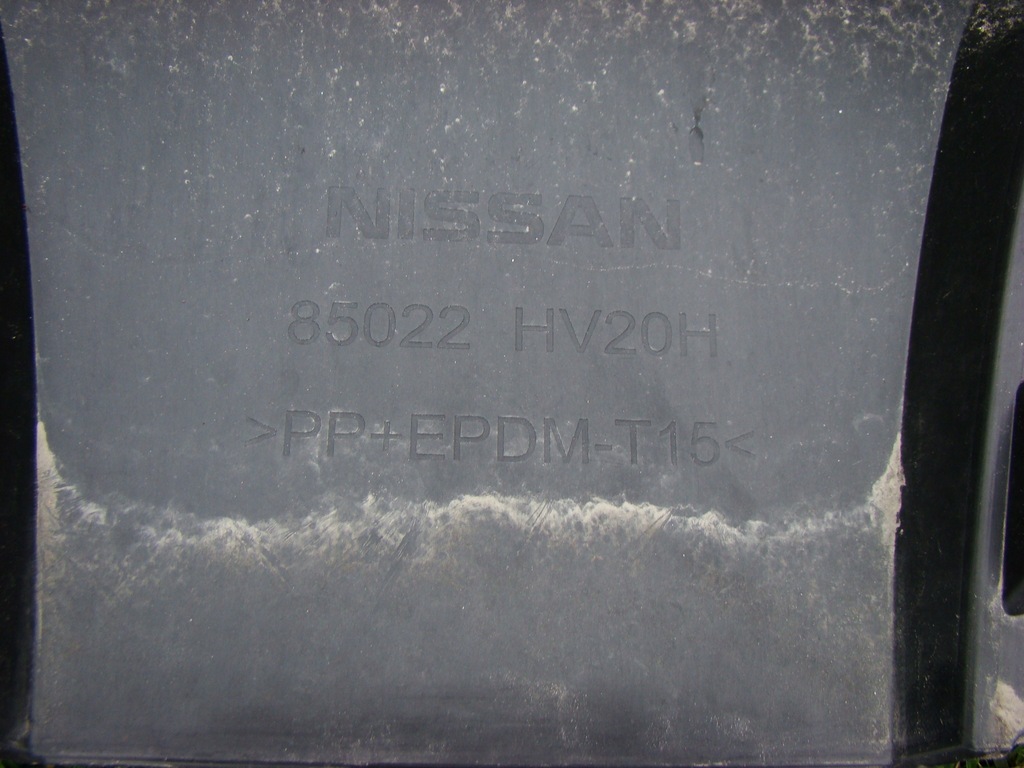 NISSAN
85022 HV20H
>PP+EPDM-T15<